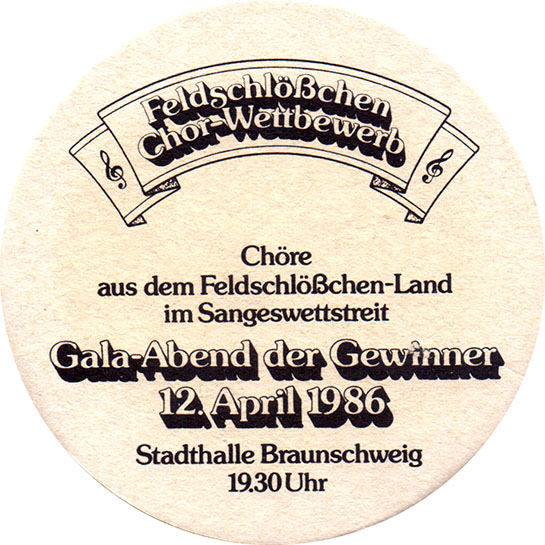 Feldschlößchen
Chor-Wettbewerb
Chöre
aus dem Feldschlößchen-Land
im Sangeswettstreit
Gala-Abend der Gewinner
12. April 1986
Stadthalle Braunschweig
19.30 Uhr